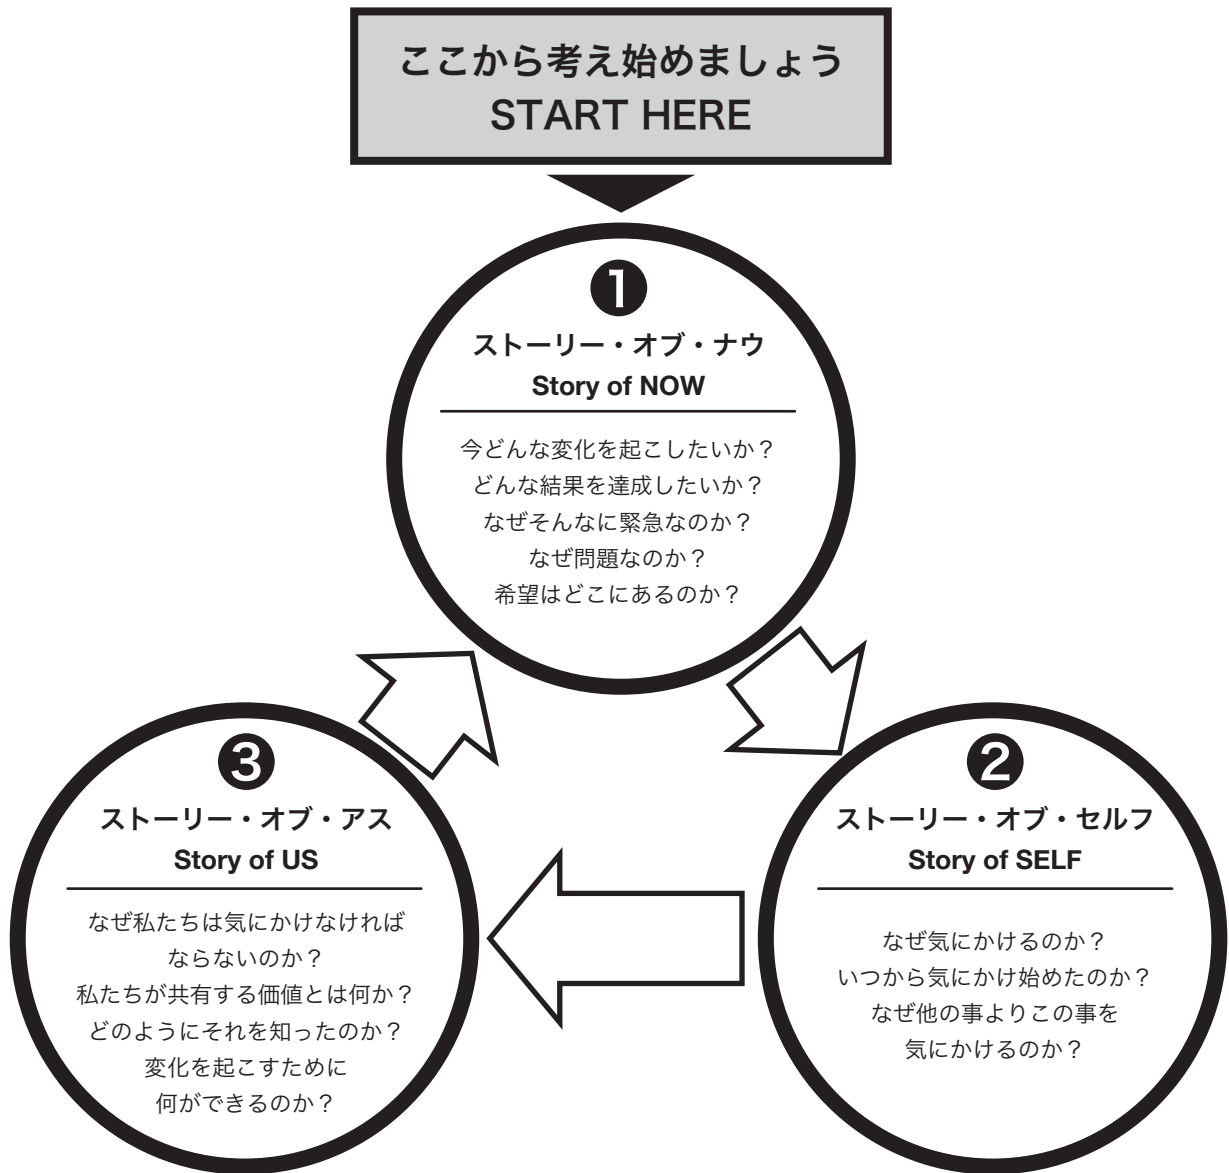 ここから考え始めましょう
START HERE
❶
ストーリー・オブ・ナウ
Story of NOW
今どんな変化を起こしたいか？
どんな結果を達成したいか？
なぜそんなに緊急なのか？
なぜ問題なのか？
希望はどこにあるのか？
❷
ストーリー・オブ・セルフ
Story of SELF
なぜ気にかけるのか？
いつから気にかけ始めたのか？
なぜ他の事よりこの事を
気にかけるのか？
❸
ストーリー・オブ・アス
Story of US
なぜ私たちは気にかけなければ
ならないのか？
私たちが共有する価値とは何か？
どのようにそれを知ったのか？
変化を起こすために
何ができるのか？